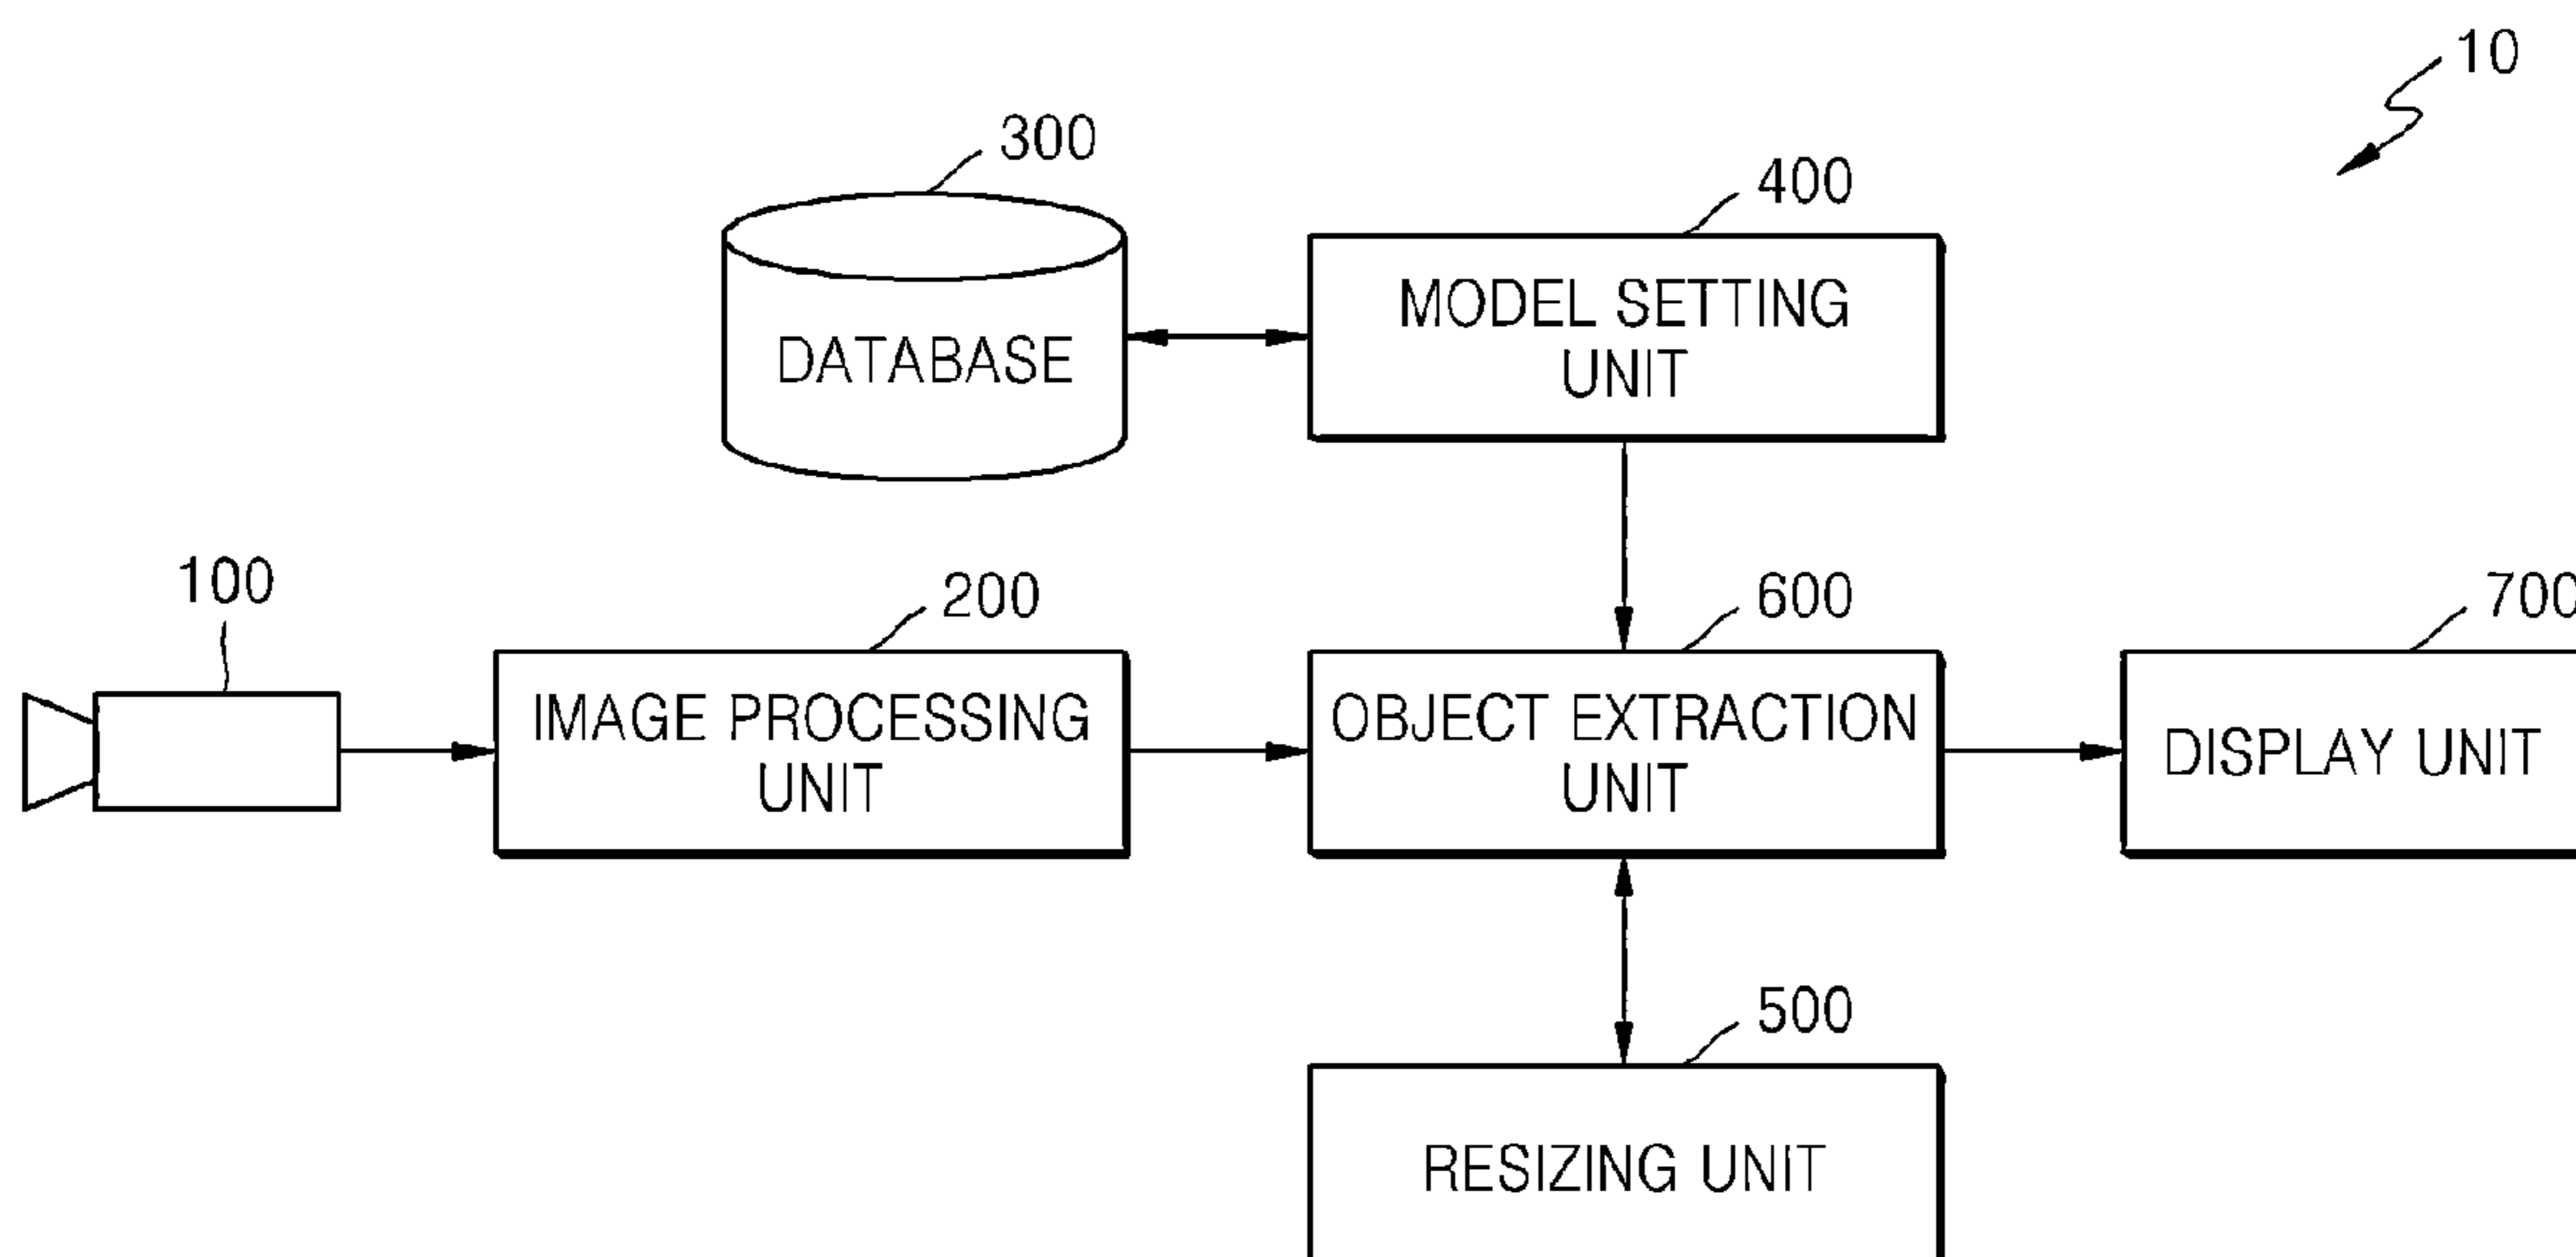 10
300
400
DATABASE
MODEL SETTING
UNIT
100
200
600
700
IMAGE PROCESSING
UNIT
OBJECT EXTRACTION
UNIT
DISPLAY UNIT
500
RESIZING UNIT